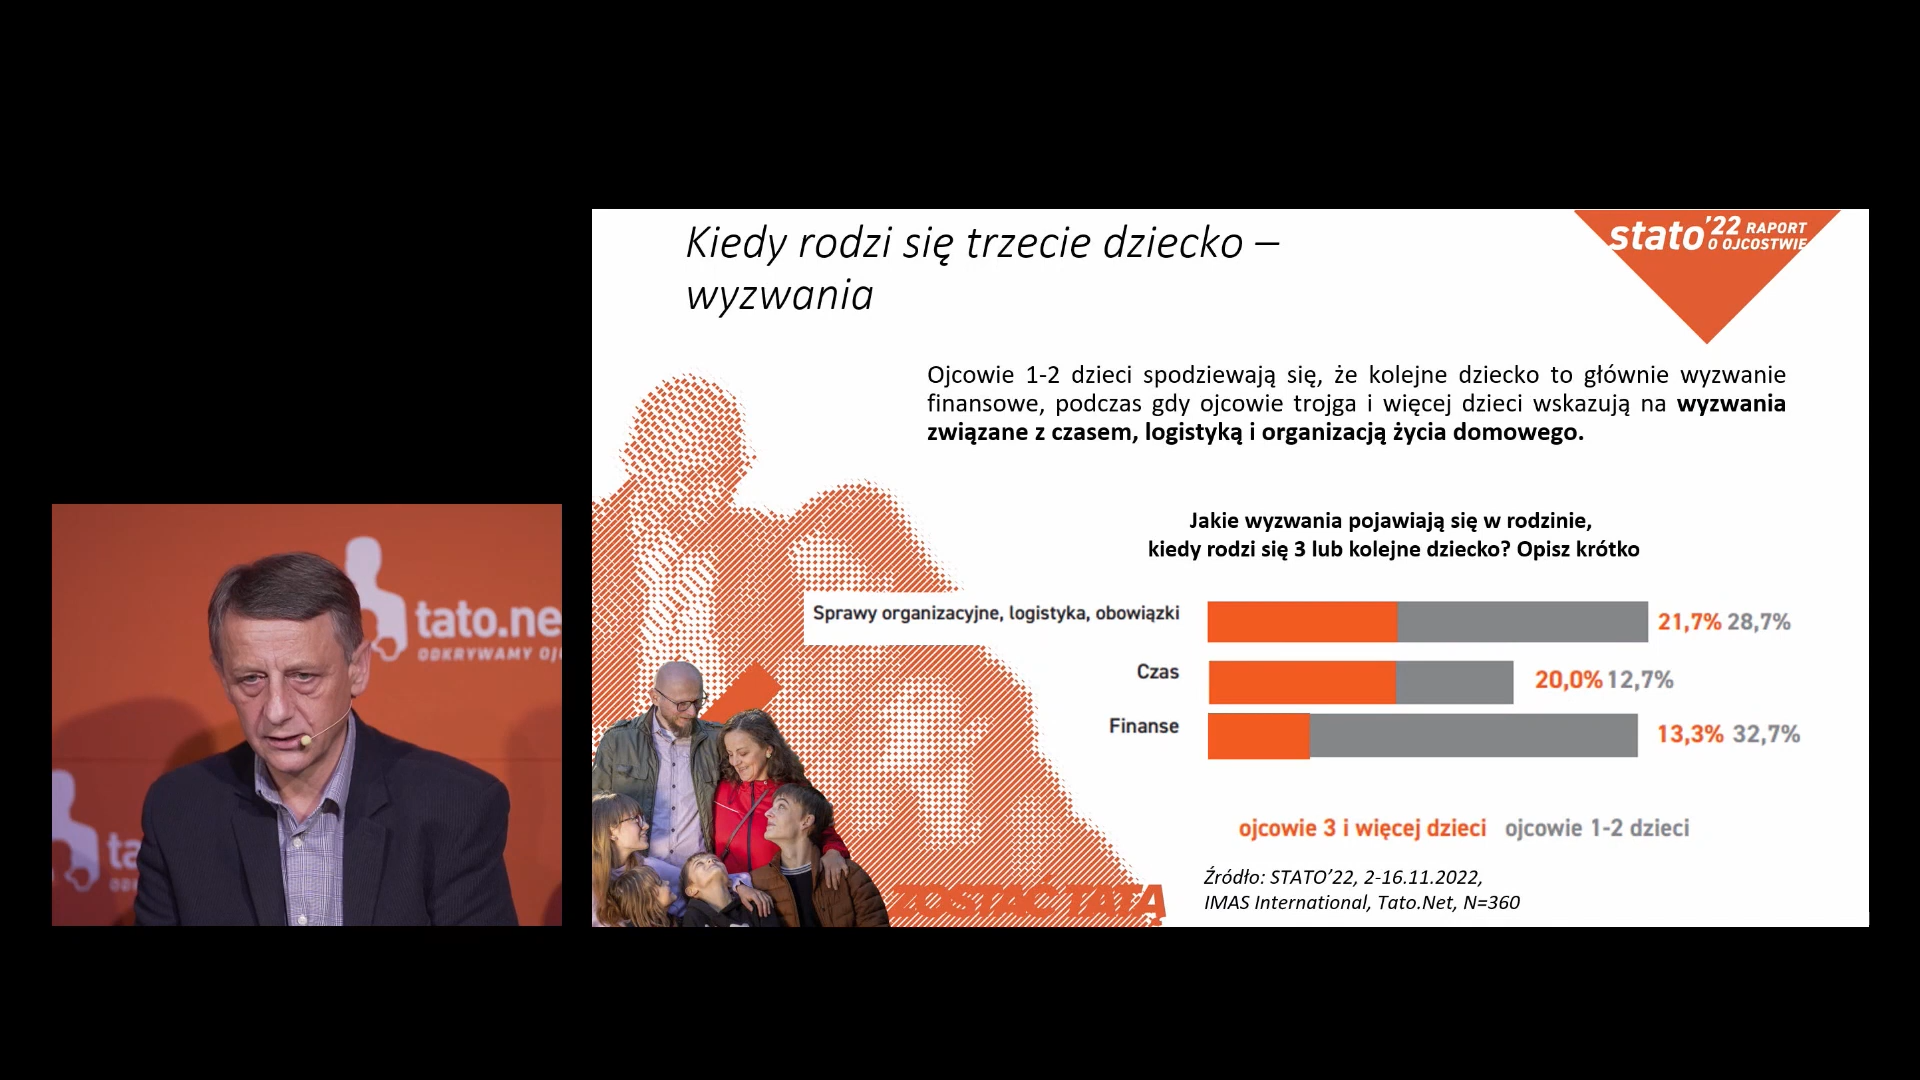 Kiedy rodzi się trzecie dziecko –
wyzwania
stato'22 RAPORT
O OJCOSTWIE
Ojcowie 1-2 dzieci spodziewają się, że kolejne dziecko to głównie wyzwanie
finansowe, podczas gdy ojcowie trojga i więcej dzieci wskazują na wyzwania
związane z czasem, logistyką i organizacją życia domowego.
Jakie wyzwania pojawiają się w rodzinie,
kiedy rodzi się 3 lub kolejne dziecko? Opisz krótko
Sprawy organizacyjne, logistyka, obowiązki 21,7% 28,7%
Czas 20,0% 12,7%
Finanse 13,3% 32,7%
ojcowie 3 i więcej dzieci ojcowie 1-2 dzieci
Źródło: STATO'22, 2-16.11.2022,
IMAS International, Tato.Net, N=360
ZOSTAĆ TATĄ
tato.ne
ODKRYWAMY OJ
ta